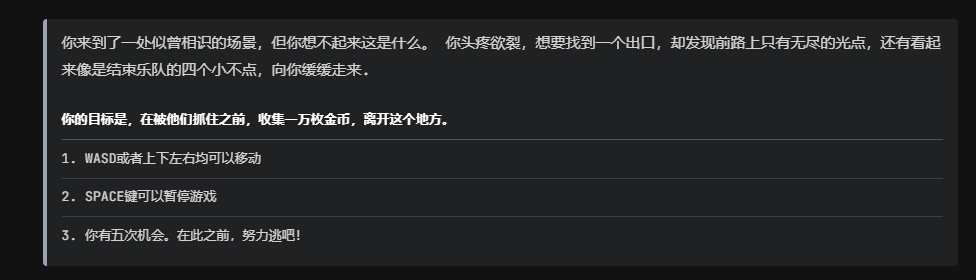 你来到了一处似曾相识的场景，但你想不起来这是什么。 你头疼欲裂，想要找到一个出口，却发现前路上只有无尽的光点，还有看起
来像是结束乐队的四个小不点，向你缓缓走来.
你的目标是，在被他们抓住之前，收集一万枚金币，离开这个地方。
1. WASD或者上下左右均可以移动
2. SPACE键可以暂停游戏
3. 你有五次机会。在此之前，努力逃吧!